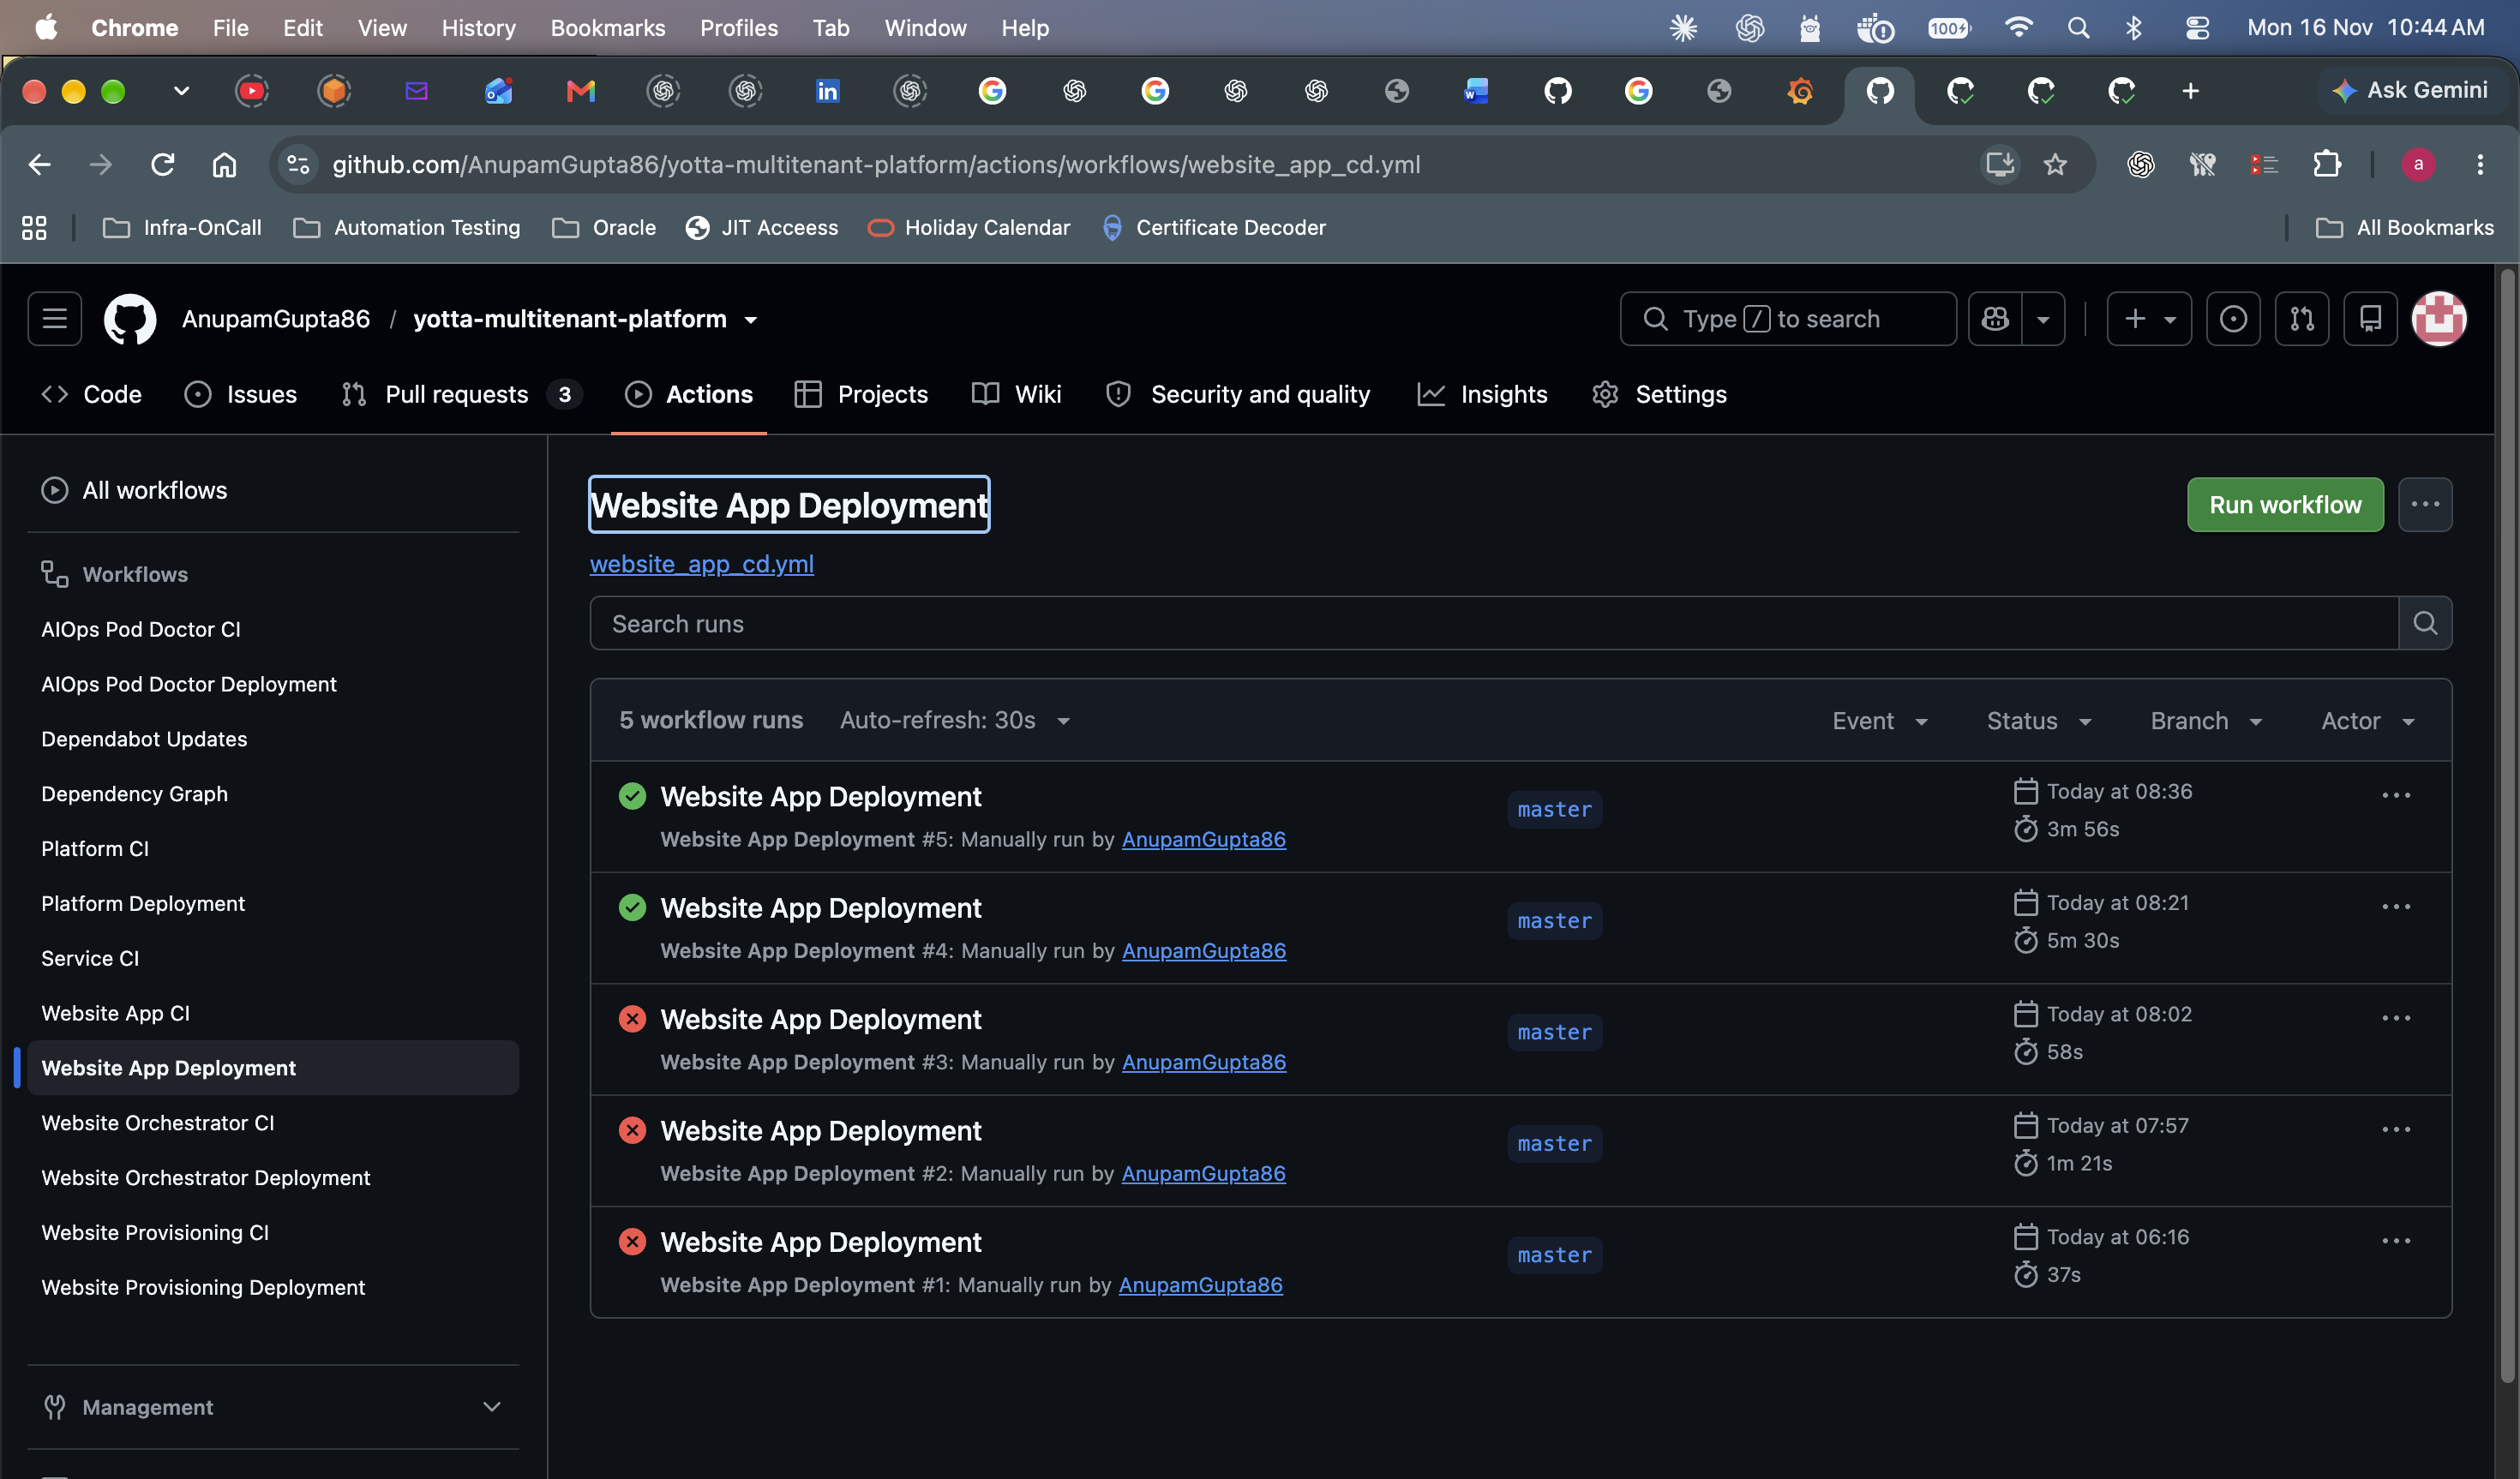 Chrome File Edit View History Bookmarks Profiles Tab Window Help 100 Mon 16 Nov 10:44 AM
in G G W G Ask Gemini
github.com/AnupamGupta86/yotta-multitenant-platform/actions/workflows/website_app_cd.yml a
Infra-OnCall Automation Testing Oracle JIT Acceess Holiday Calendar Certificate Decoder All Bookmarks
AnupamGupta86 / yotta-multitenant-platform Type / to search
Code Issues Pull requests 3 Actions Projects Wiki Security and quality Insights Settings
All workflows
Workflows
AIOps Pod Doctor CI
AIOps Pod Doctor Deployment
Dependabot Updates
Dependency Graph
Platform CI
Platform Deployment
Service CI
Website App CI
Website App Deployment
Website Orchestrator CI
Website Orchestrator Deployment
Website Provisioning CI
Website Provisioning Deployment
Management
Website App Deployment
Run workflow
website_app_cd.yml
Search runs
5 workflow runs Auto-refresh: 30s Event Status Branch Actor
Website App Deployment
Website App Deployment #5: Manually run by AnupamGupta86
master
Today at 08:36
3m 56s
Website App Deployment
Website App Deployment #4: Manually run by AnupamGupta86
master
Today at 08:21
5m 30s
Website App Deployment
Website App Deployment #3: Manually run by AnupamGupta86
master
Today at 08:02
58s
Website App Deployment
Website App Deployment #2: Manually run by AnupamGupta86
master
Today at 07:57
1m 21s
Website App Deployment
Website App Deployment #1: Manually run by AnupamGupta86
master
Today at 06:16
37s